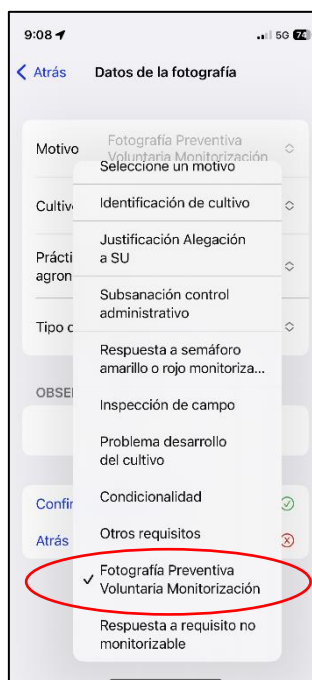 9:08
5G 74
Atrás Datos de la fotografía
Motivo
Fotografía Preventiva
Voluntaria Monitorización
Seleccione un motivo
Cultiv
Identificación de cultivo
Prácti
agron
Justificación Alegación
a SU
Subsanación control
administrativo
Tipo d
Respuesta a semáforo
amarillo o rojo monitoriza...
OBSE
Inspección de campo
Problema desarrollo
del cultivo
Confir
Condicionalidad
Atrás
Otros requisitos
Fotografía Preventiva
Voluntaria Monitorización
Respuesta a requisito no
monitorizable